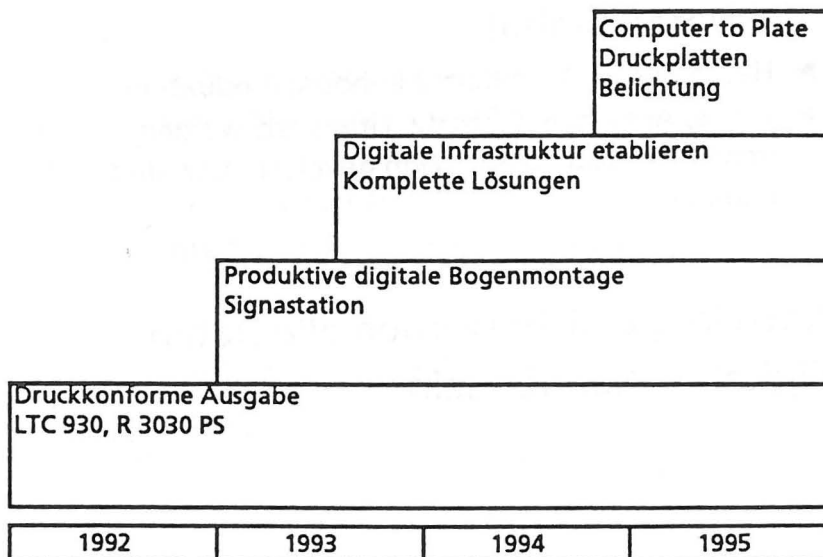 Computer to Plate
Druckplatten
Belichtung
Digitale Infrastruktur etablieren
Komplette Lösungen
Produktive digitale Bogenmontage
Signastation
Druckkonforme Ausgabe
LTC 930, R 3030 PS
1992 1993 1994 1995